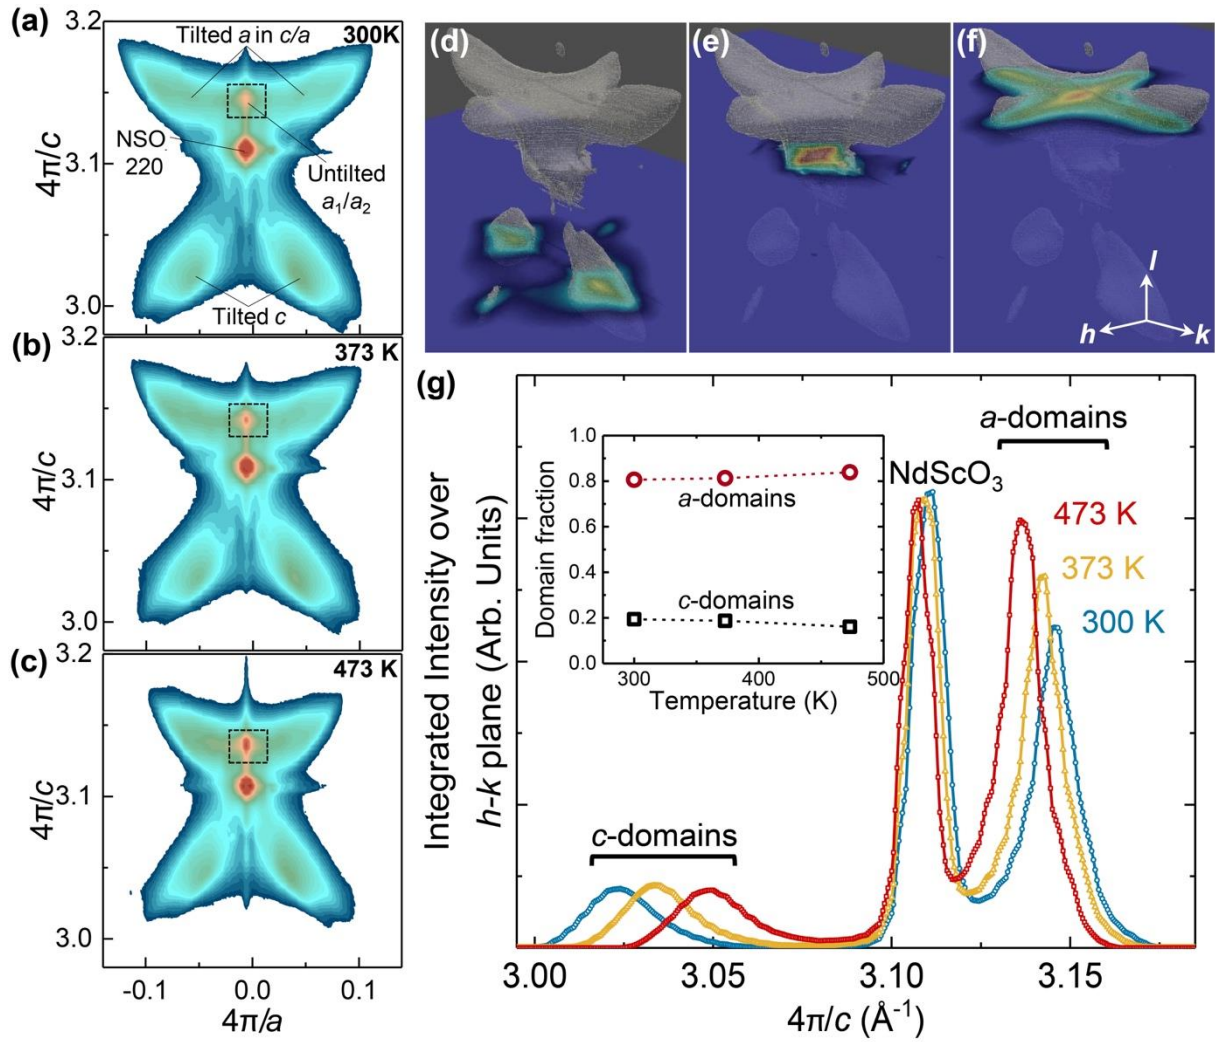 (a)
Tilted a in c/a
300K
NSO
220
Untilted
a₁/a₂
Tilted c
3.2
3.1
3.0
4π/c
(b)
373 K
3.2
3.1
3.0
4π/c
(c)
473 K
3.2
3.1
3.0
4π/c
-0.1 0.0 0.1
4π/a
(d)
(e)
(f)
l
h
k
(g)
Integrated Intensity over
h-k plane (Arb. Units)
a-domains
NdScO₃
473 K
373 K
300 K
c-domains
1.0
0.8
0.6
0.4
0.2
0.0
Domain fraction
a-domains
c-domains
300 400 500
Temperature (K)
3.00 3.05 3.10 3.15
4π/c (Å⁻¹)